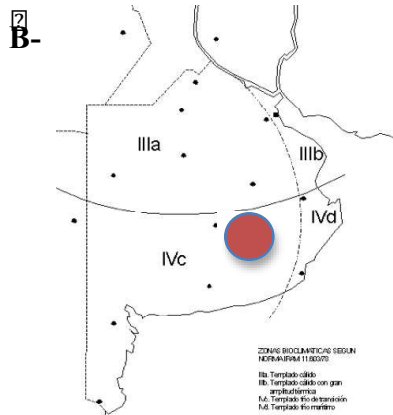 ?
B-
IIIa
IIIb
IVd
IVc
ZONAS BIOCLIMATICAS SEGUN
NORMA IRAM 11.603/79
IIIa. Templado cálido
IIIb. Templado cálido con gran
amplitud térmica
IVc. Templado frío de transición
IVd. Templado frío marítimo